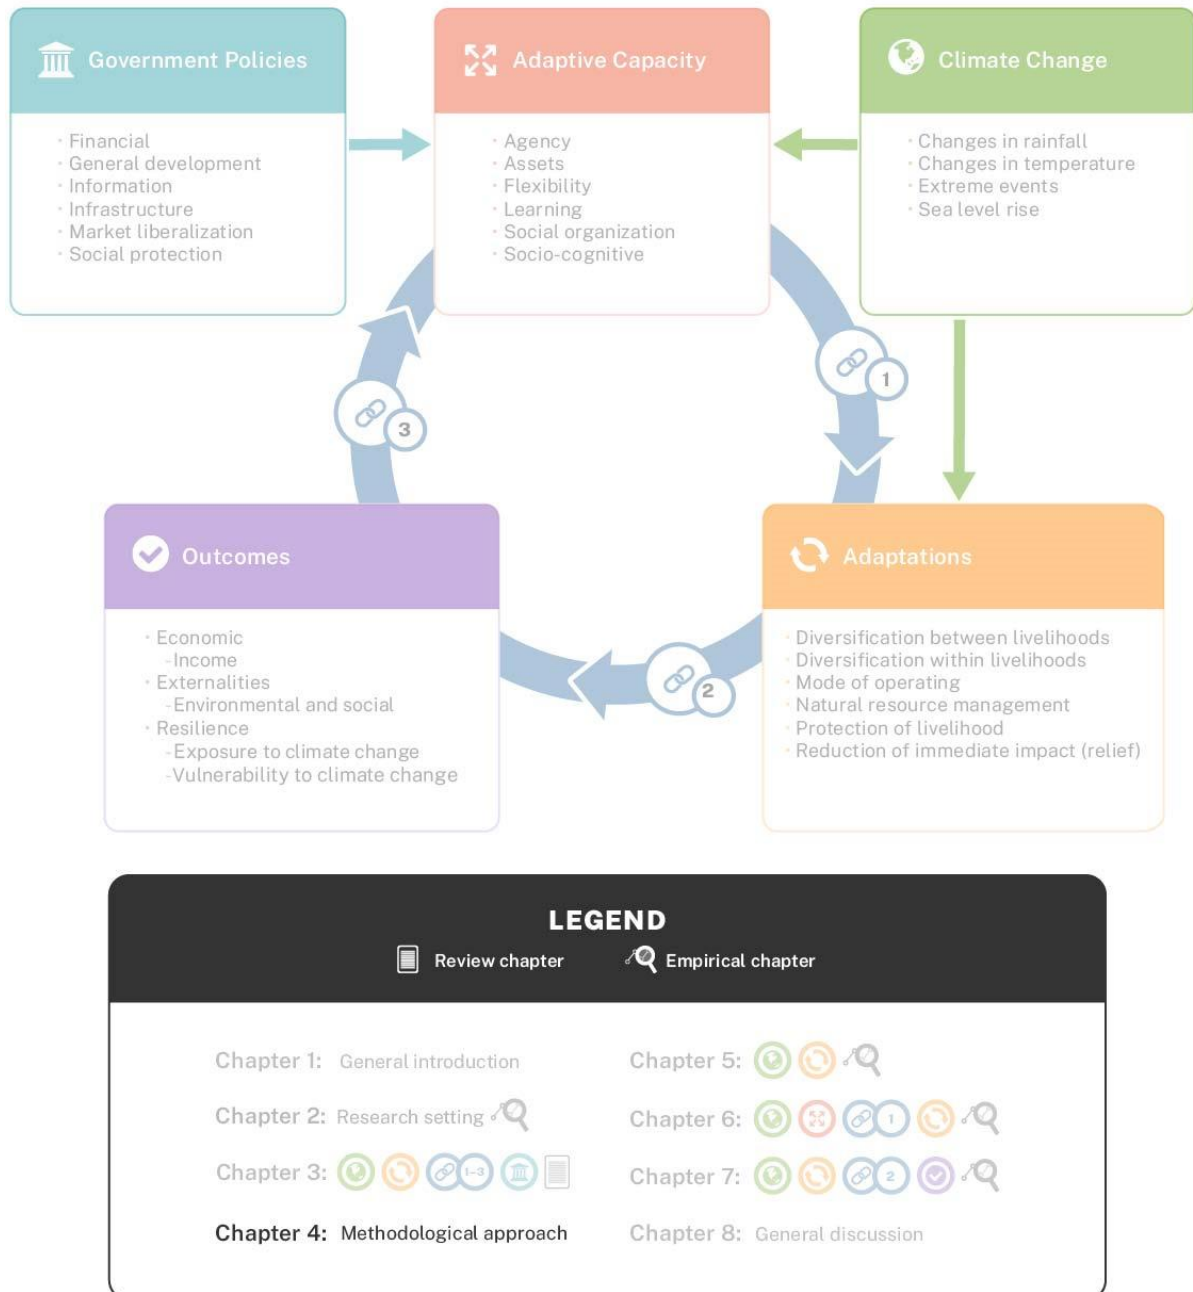 Government Policies
· Financial
· General development
· Information
· Infrastructure
· Market liberalization
· Social protection
Adaptive Capacity
· Agency
· Assets
· Flexibility
· Learning
· Social organization
· Socio-cognitive
Climate Change
· Changes in rainfall
· Changes in temperature
· Extreme events
· Sea level rise
1
3
Outcomes
· Economic
-Income
· Externalities
-Environmental and social
· Resilience
-Exposure to climate change
-Vulnerability to climate change
2
Adaptations
· Diversification between livelihoods
· Diversification within livelihoods
· Mode of operating
· Natural resource management
· Protection of livelihood
· Reduction of immediate impact (relief)
LEGEND
Review chapter
Empirical chapter
Chapter 1: General introduction
Chapter 2: Research setting
Chapter 3: 1–3
Chapter 4: Methodological approach
Chapter 5:
Chapter 6: 1
Chapter 7: 2
Chapter 8: General discussion